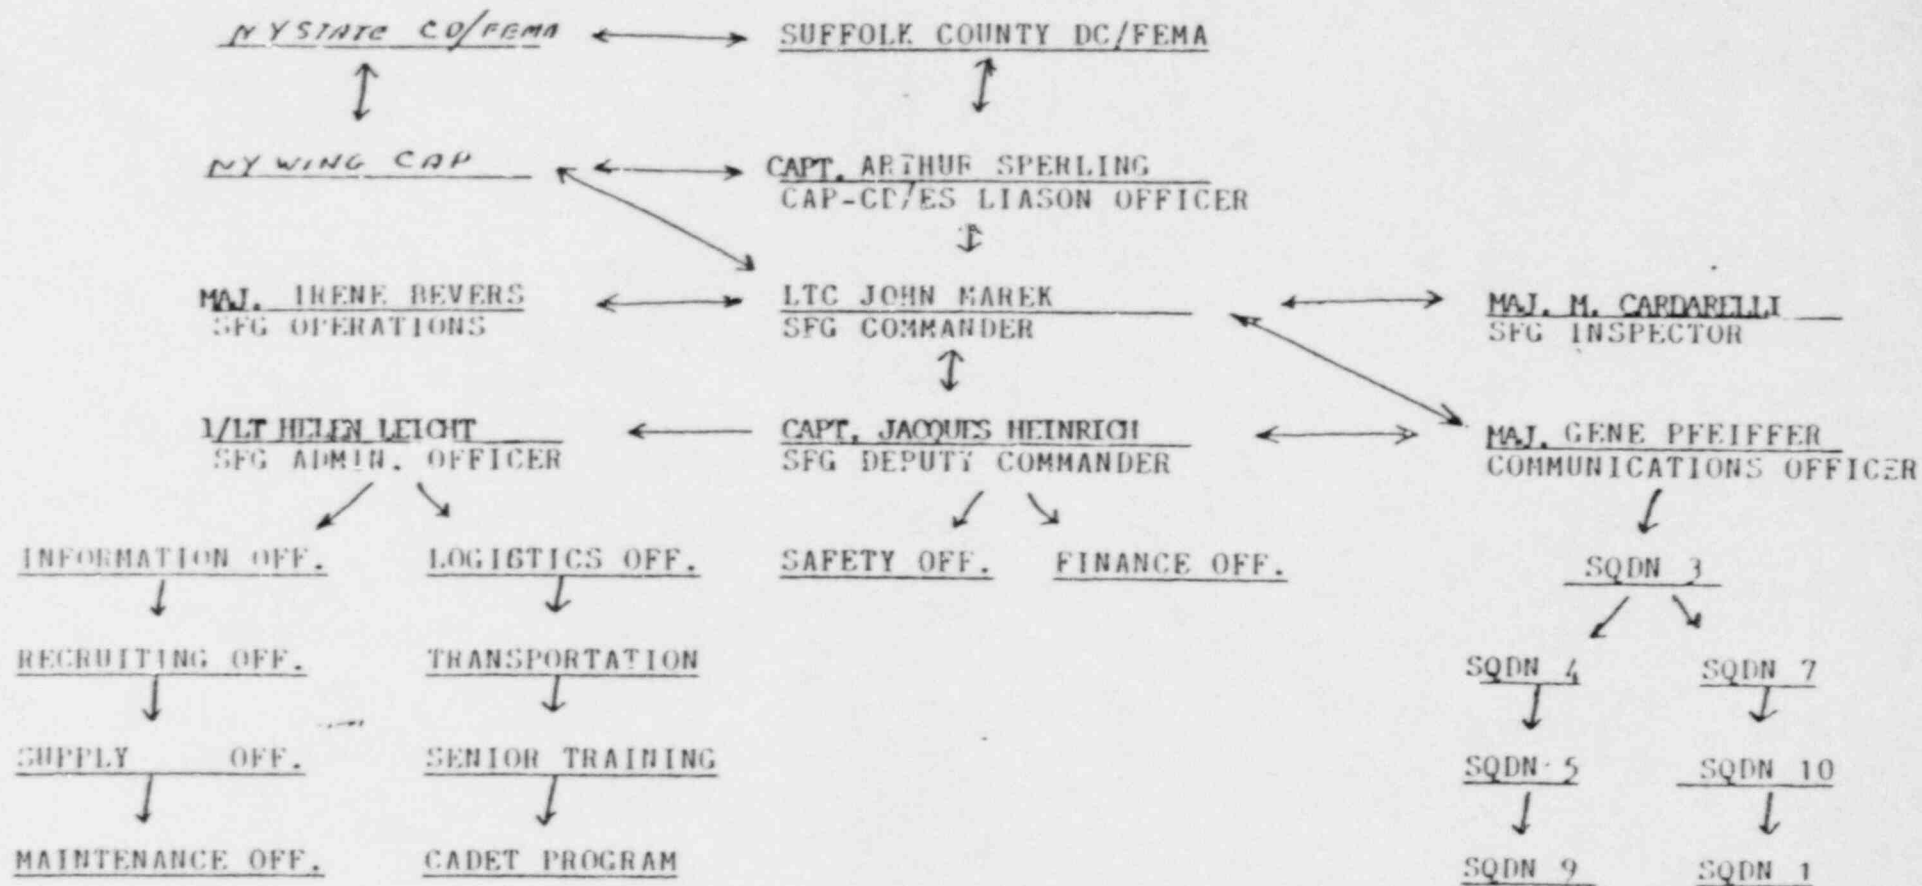 NY STATE CD/FEMA
SUFFOLK COUNTY DC/FEMA
NY WING CAP
CAPT. ARTHUR SPERLING
CAP-CD/ES LIASON OFFICER
MAJ. IRENE BEVERS
SFG OPERATIONS
LTC JOHN MAREK
SFG COMMANDER
MAJ. M. CARDARELLI
SFG INSPECTOR
1/LT HELEN LEICHT
SFG ADMIN. OFFICER
CAPT. JACQUES HEINRICH
SFG DEPUTY COMMANDER
MAJ. GENE PFEIFFER
COMMUNICATIONS OFFICER
INFORMATION OFF.
LOGISTICS OFF.
SAFETY OFF.
FINANCE OFF.
SQDN 3
RECRUITING OFF.
TRANSPORTATION
SQDN 4
SQDN 7
SUPPLY OFF.
SENIOR TRAINING
SQDN 5
SQDN 10
MAINTENANCE OFF.
CADET PROGRAM
SQDN 9
SQDN 1